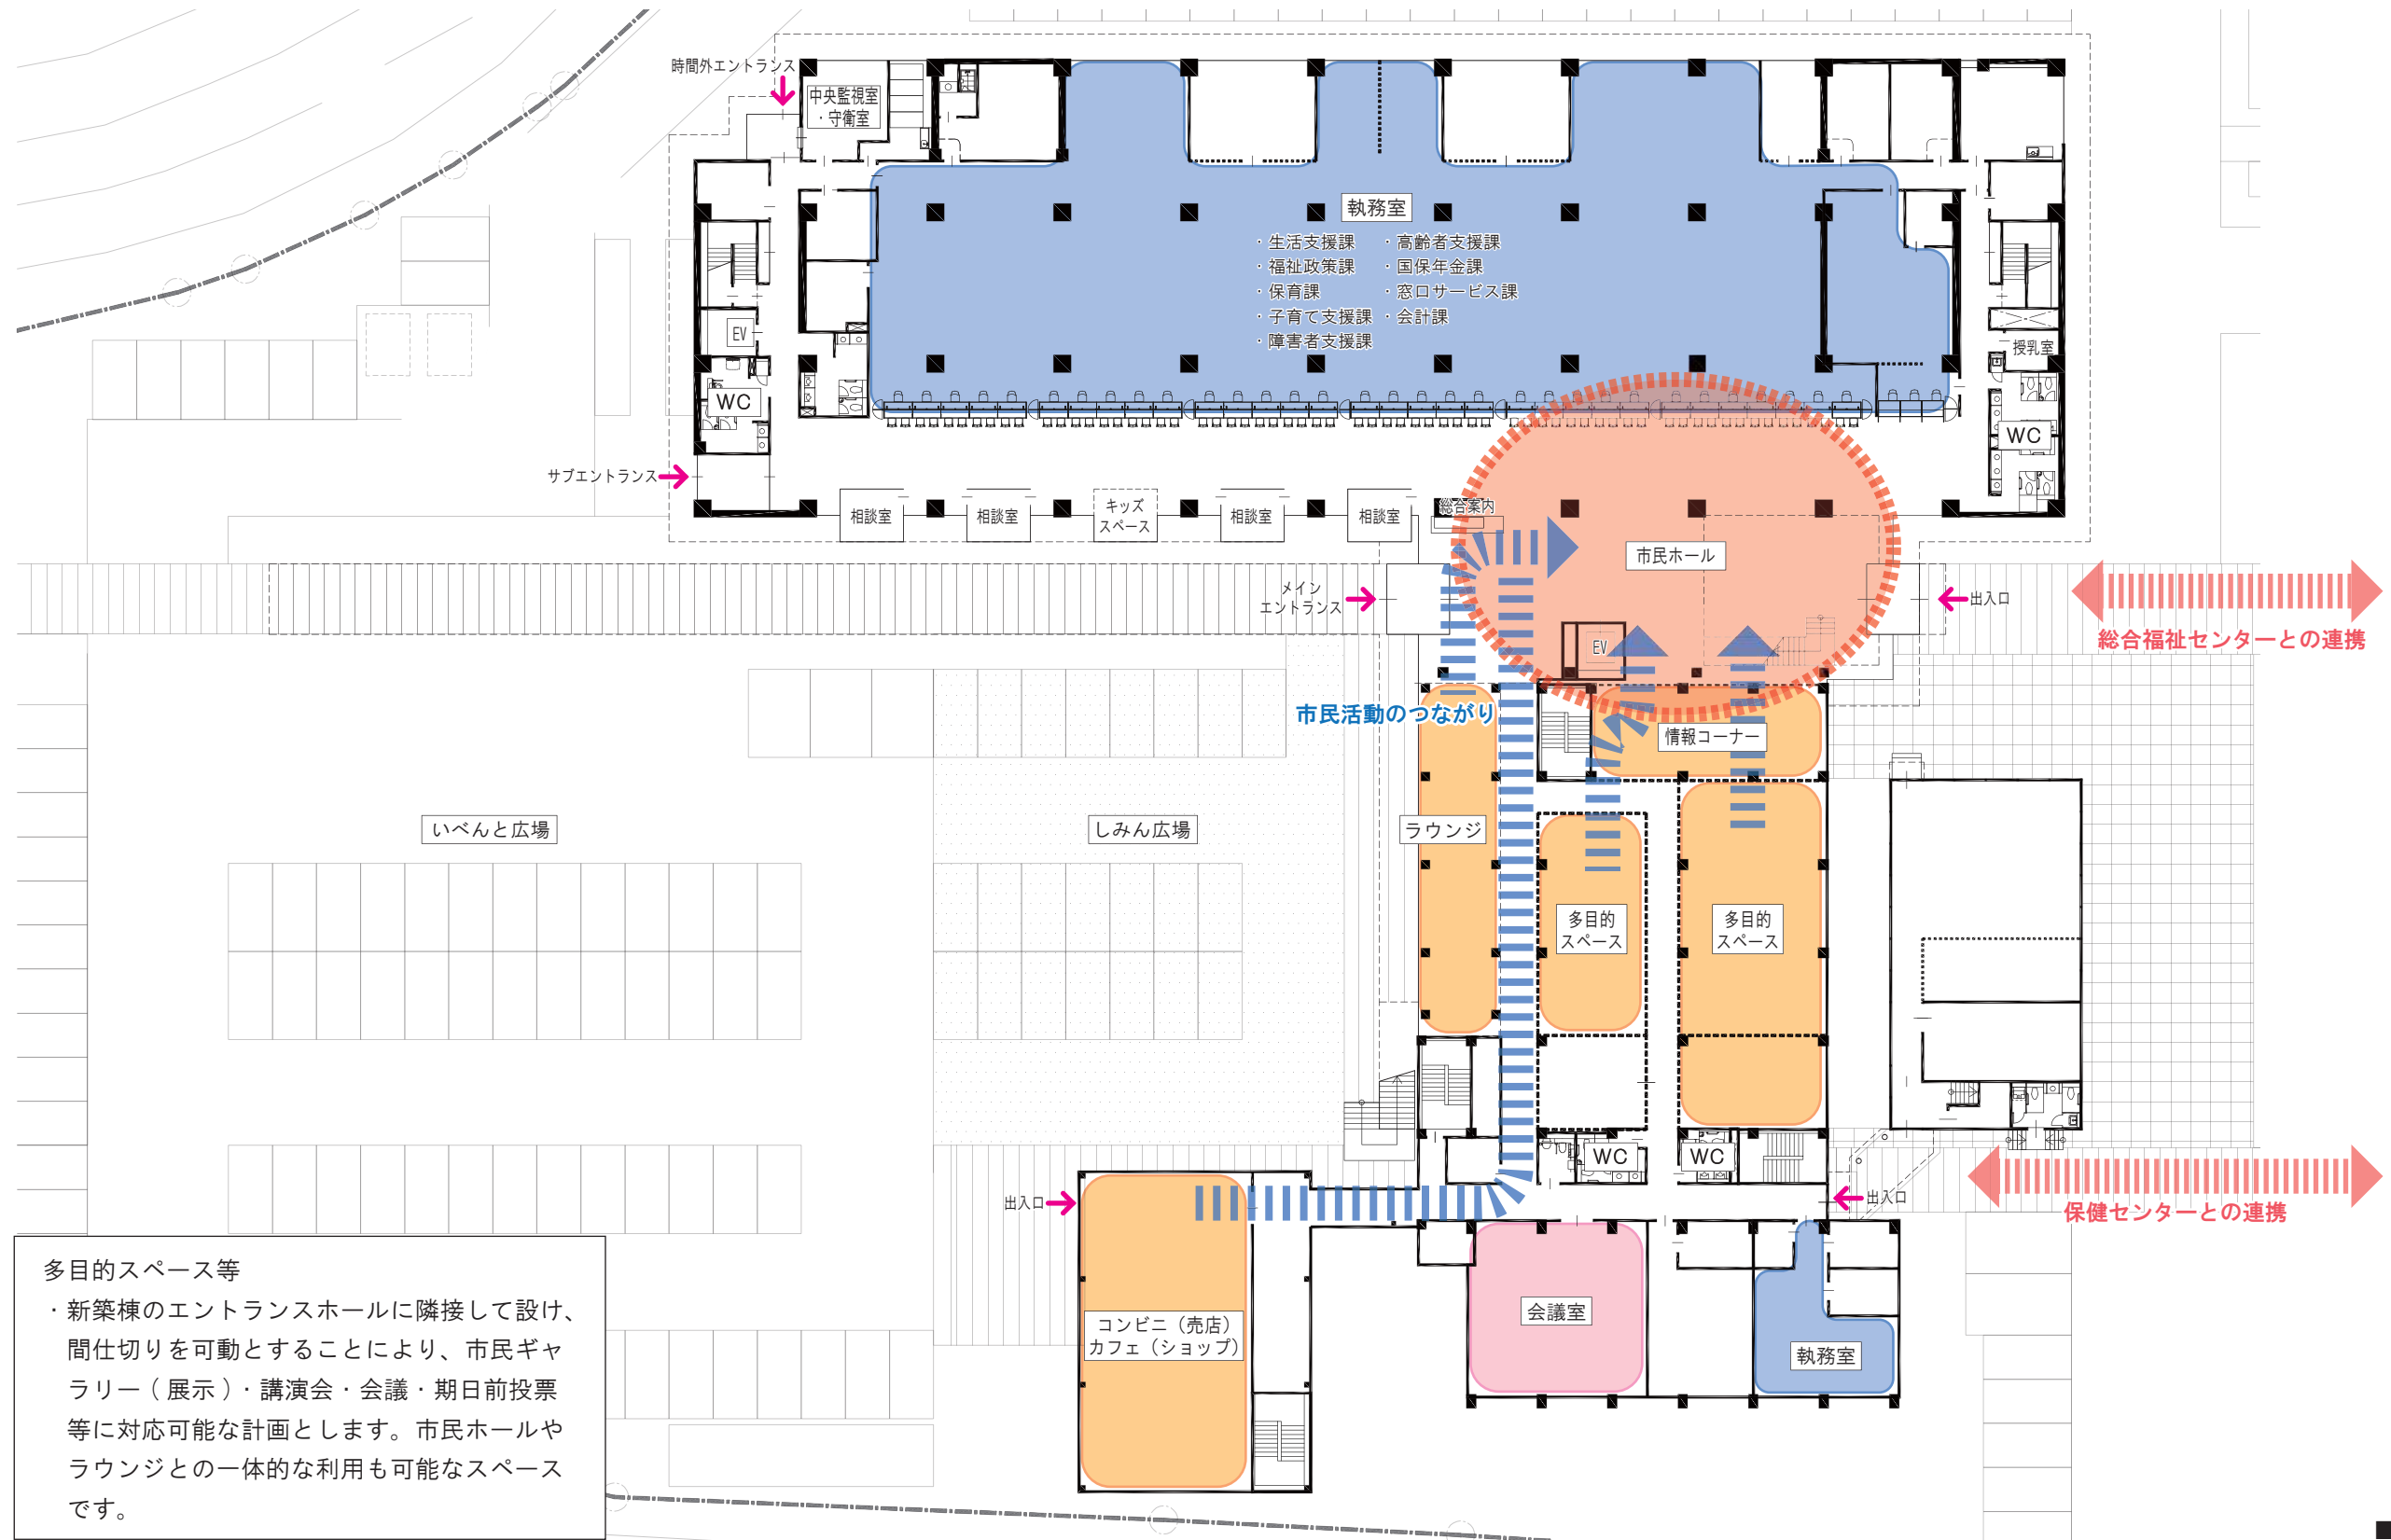 時間外エントランス
中央監視室
・守衛室
執務室
・生活支援課
・福祉政策課
・保育課
・子育て支援課
・障害者支援課
・高齢者支援課
・国保年金課
・窓口サービス課
・会計課
EV
WC
授乳室
WC
サブエントランス
相談室
相談室
キッズ
スペース
相談室
相談室
総合案内
市民ホール
メイン
エントランス
出入口
総合福祉センターとの連携
EV
市民活動のつながり
情報コーナー
いべんと広場
しみん広場
ラウンジ
多目的
スペース
多目的
スペース
WC
WC
出入口
出入口
保健センターとの連携
コンビニ（売店）
カフェ（ショップ）
会議室
執務室
多目的スペース等
・新築棟のエントランスホールに隣接して設け、
間仕切りを可動とすることにより、市民ギャ
ラリー（展示）・講演会・会議・期日前投票
等に対応可能な計画とします。市民ホールや
ラウンジとの一体的な利用も可能なスペース
です。